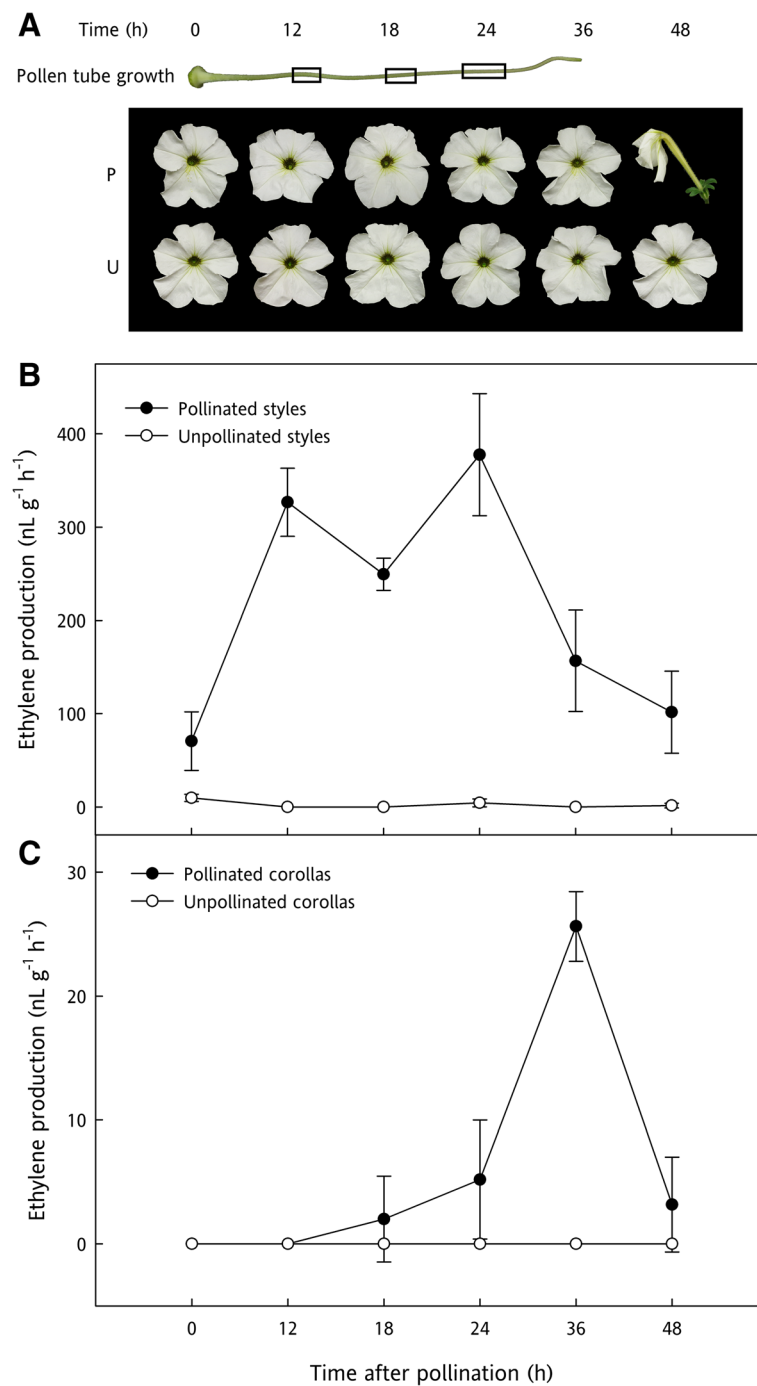 A
Time (h) 0 12 18 24 36 48
Pollen tube growth
P
U
B
Pollinated styles
Unpollinated styles
Ethylene production (nL g⁻¹ h⁻¹)
400
300
200
100
0
C
Pollinated corollas
Unpollinated corollas
Ethylene production (nL g⁻¹ h⁻¹)
30
20
10
0
0 12 18 24 36 48
Time after pollination (h)